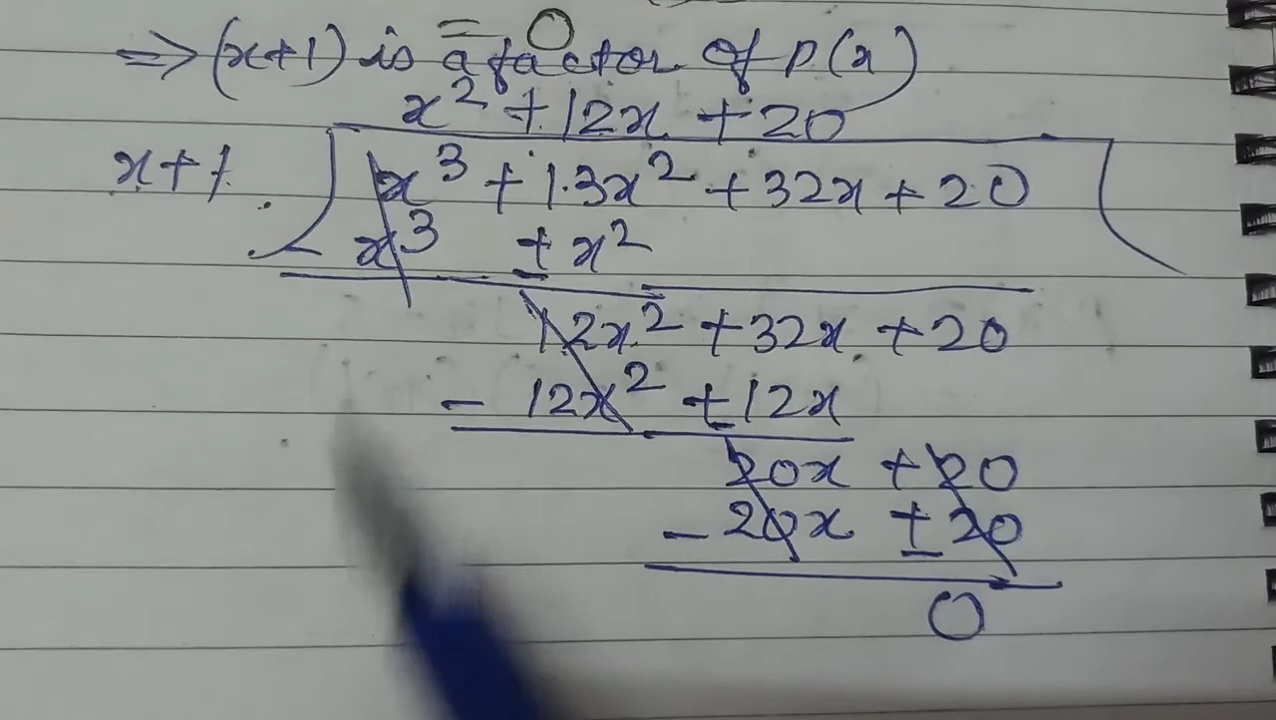 = 0
⇒ (x+1) is a factor of p(x)
x² + 12x + 20
x+1 ) x³ + 13x² + 32x + 20 (
- x³ ± x²
12x² + 32x + 20
- 12x² ± 12x
20x + 20
- 20x ± 20
0